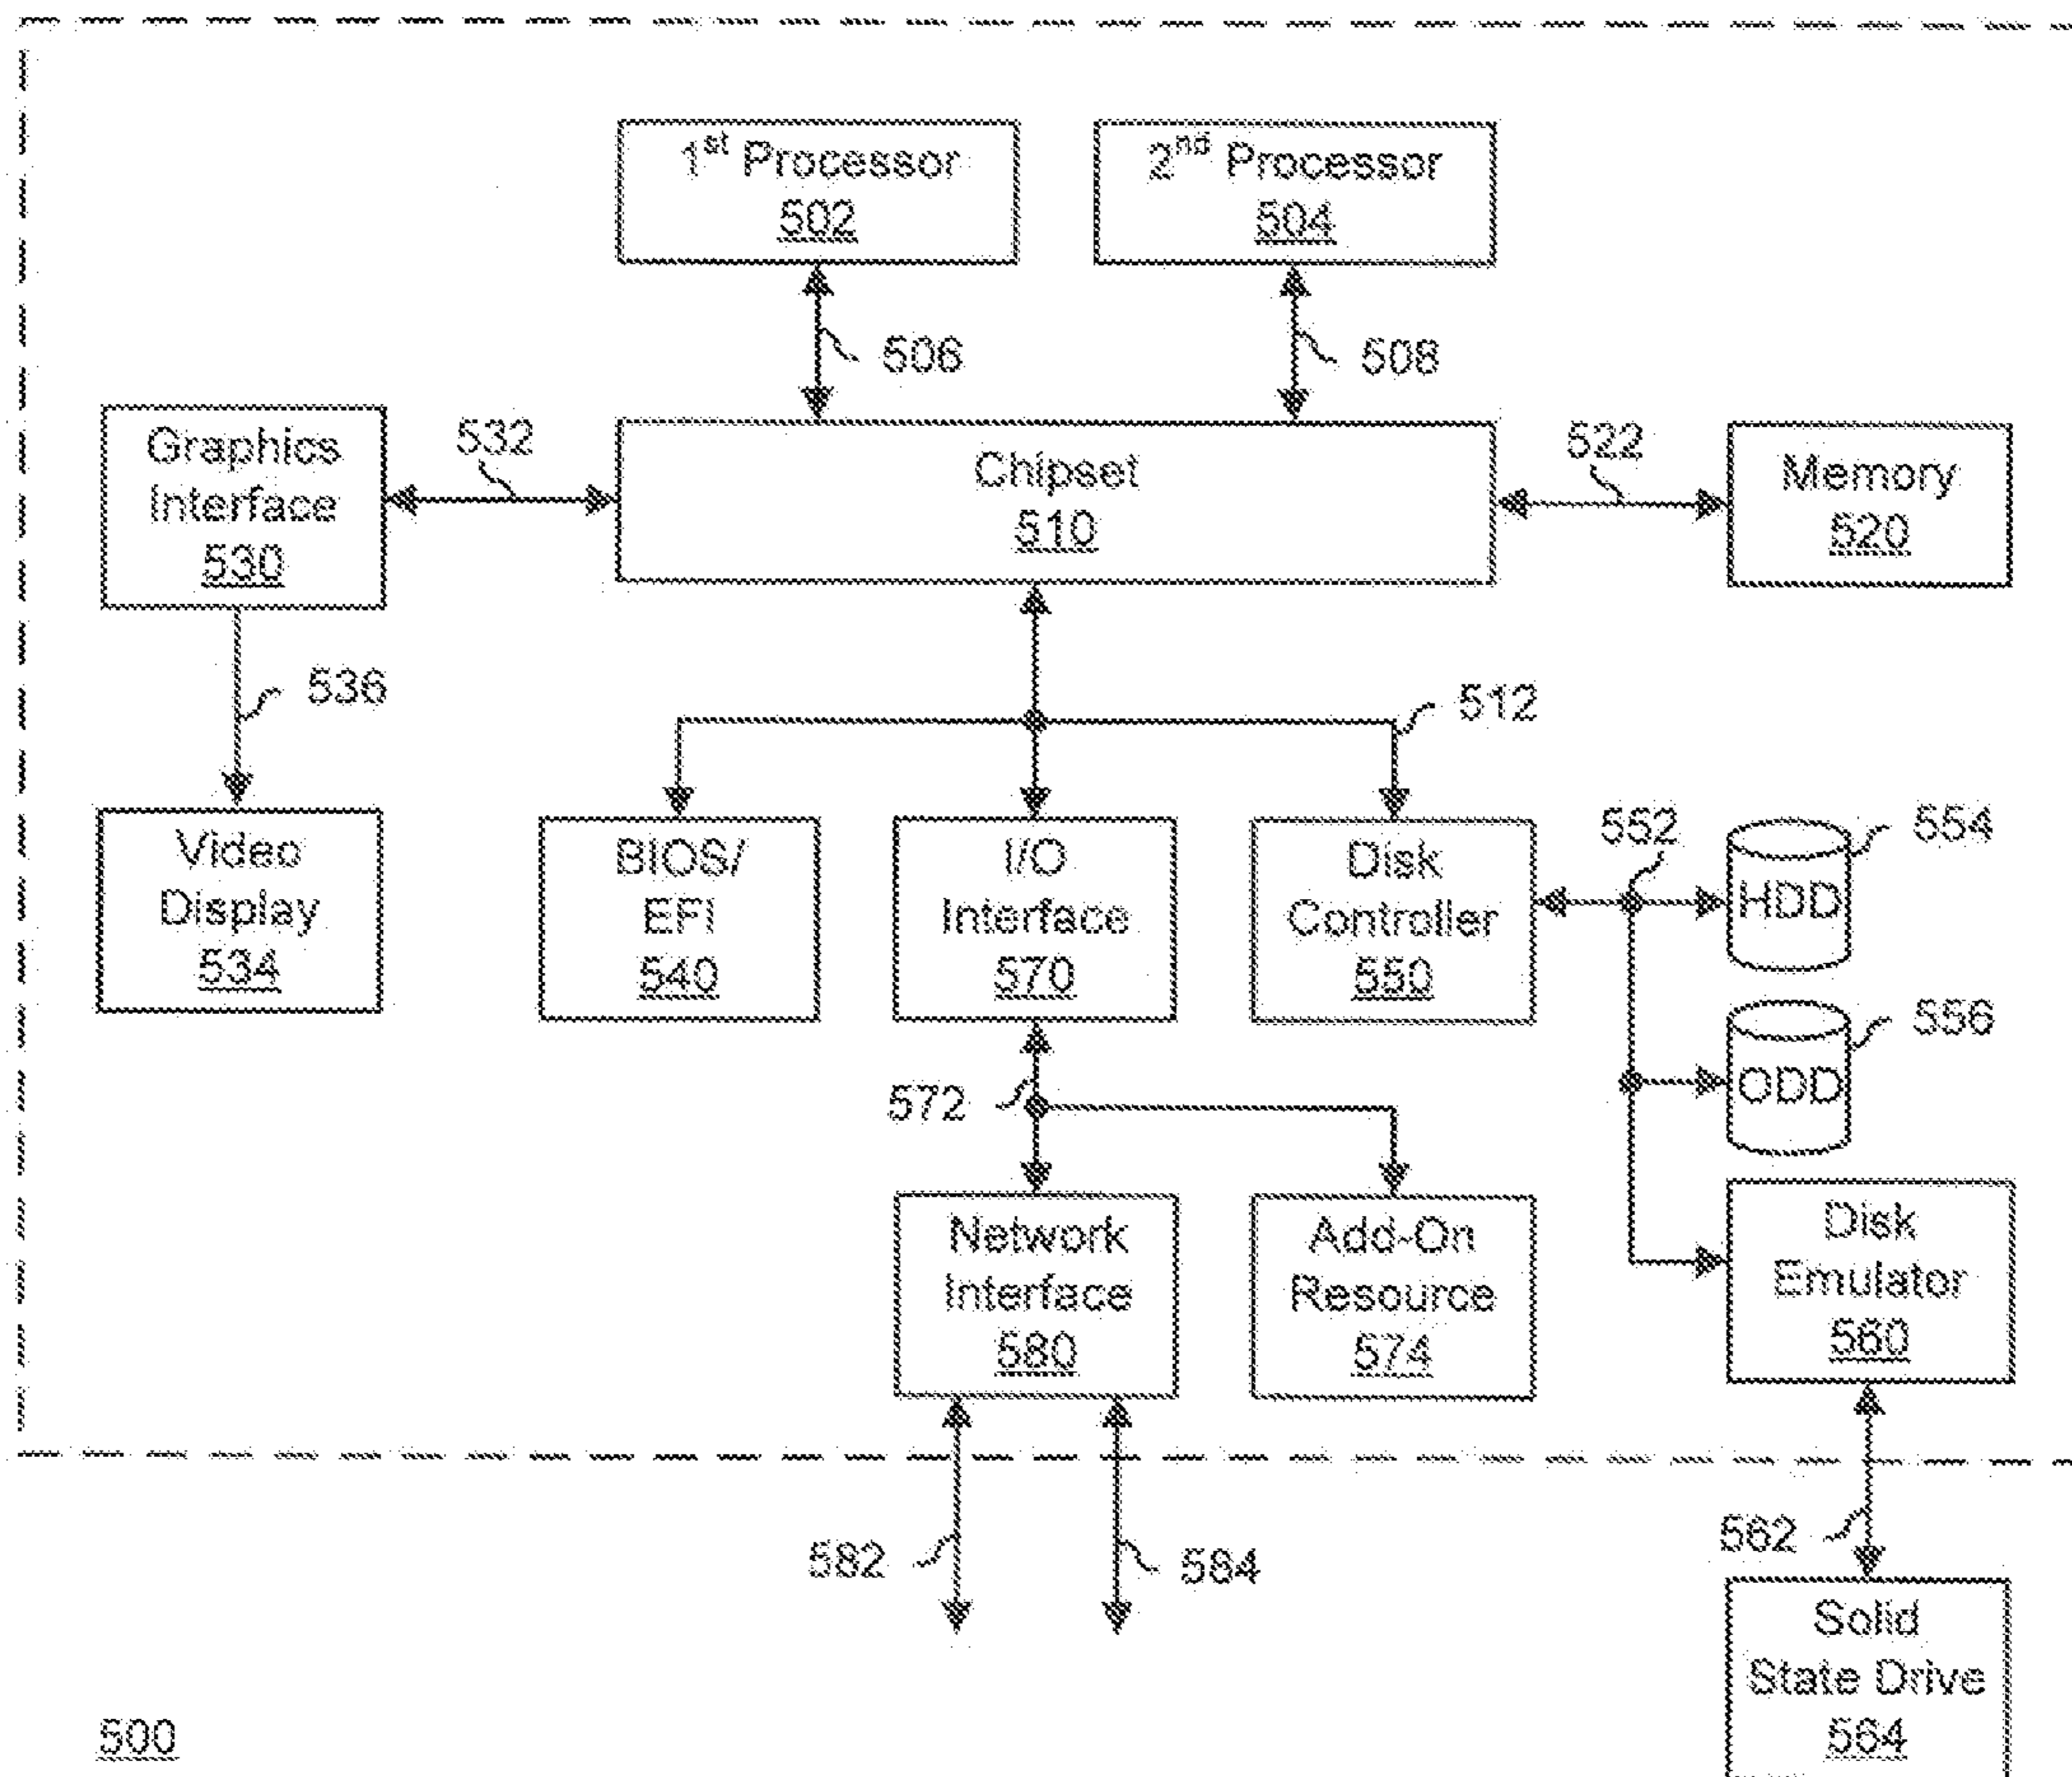 1st Processor
502
2nd Processor
504
506
508
Graphics
Interface
530
532
Chipset
510
522
Memory
520
536
512
Video
Display
534
BIOS/
EFI
540
I/O
Interface
570
Disk
Controller
550
552
HDD
554
ODD
556
572
Network
Interface
580
Add-On
Resource
574
Disk
Emulator
560
582
584
562
Solid
State Drive
564
500